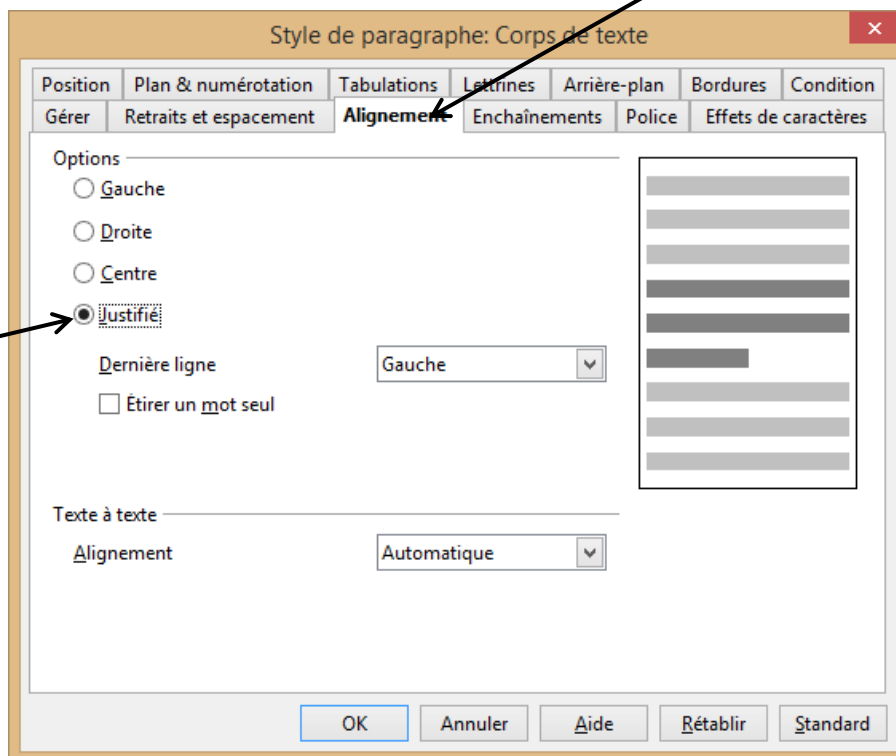 Style de paragraphe: Corps de texte
Position Plan & numérotation Tabulations Lettrines Arrière-plan Bordures Condition
Gérer Retraits et espacement Alignement Enchaînements Police Effets de caractères
Options
Gauche
Droite
Centre
Justifié
Dernière ligne Gauche
Étirer un mot seul
Texte à texte
Alignement Automatique
OK Annuler Aide Rétablir Standard